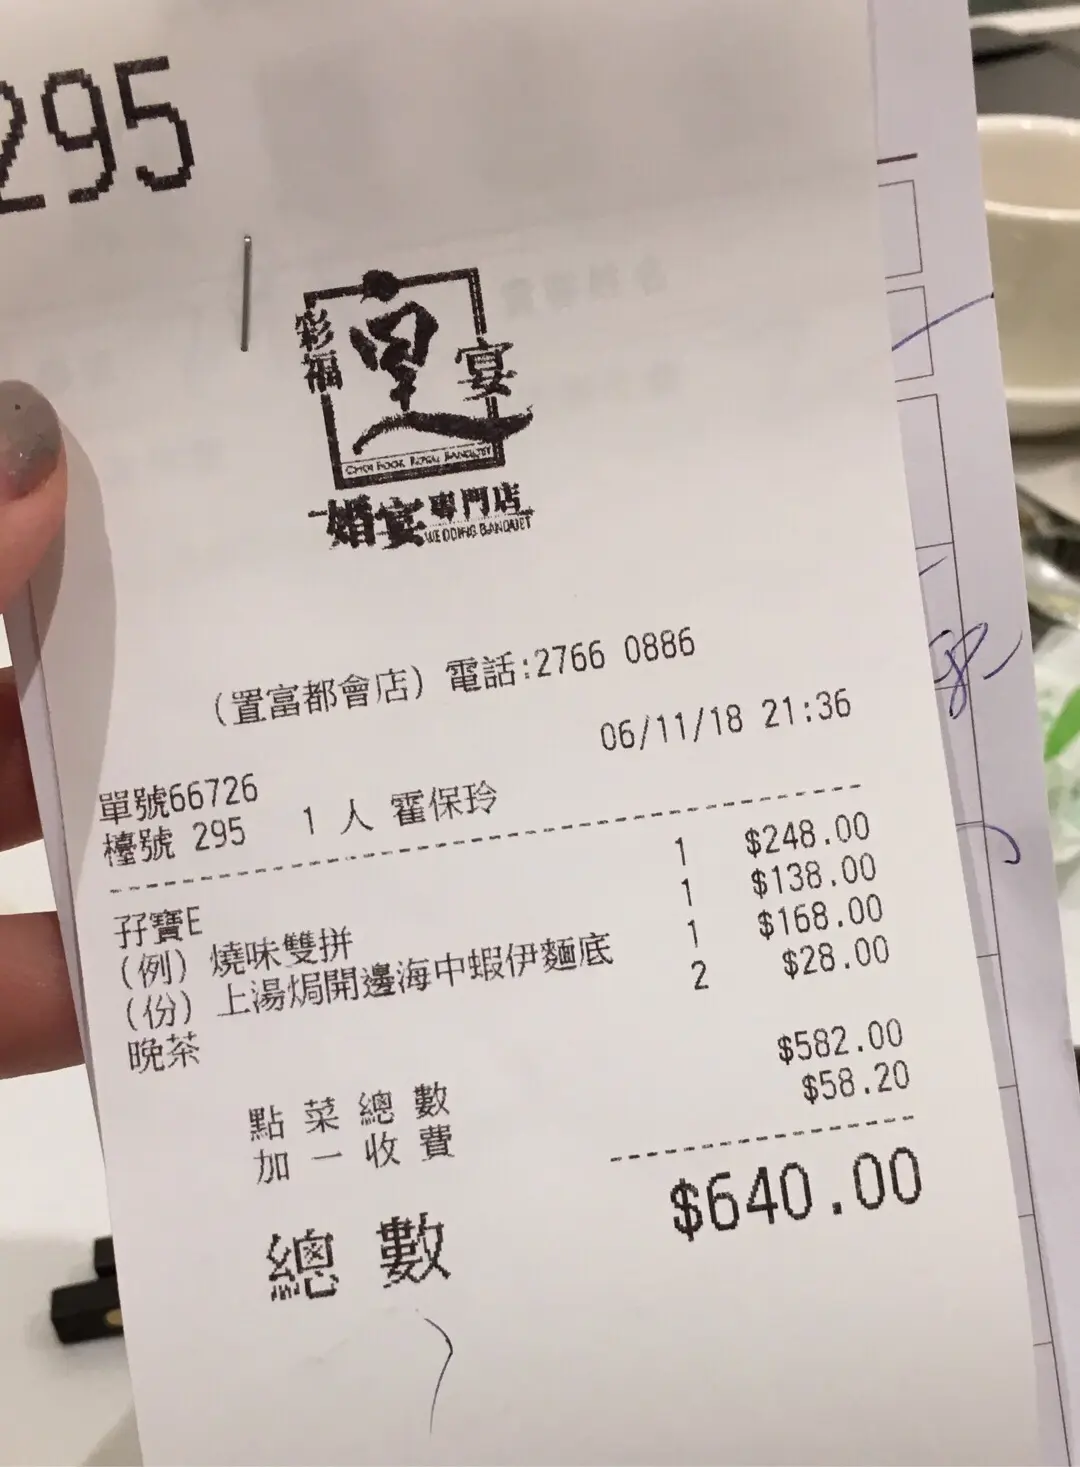 295
彩福 皇 宴
CHOI FOOK ROYAL BANQUET
婚宴專門店
WEDDING BANQUET
(置富都會店) 電話:2766 0886
06/11/18 21:36
單號66726
檯號 295 1 人 霍保玲
孖寶E 1 $248.00
(例) 燒味雙拼 1 $138.00
(份) 上湯焗開邊海中蝦伊麵底 1 $168.00
晚茶 2 $28.00
點菜總數 $582.00
加一收費 $58.20
總數 $640.00